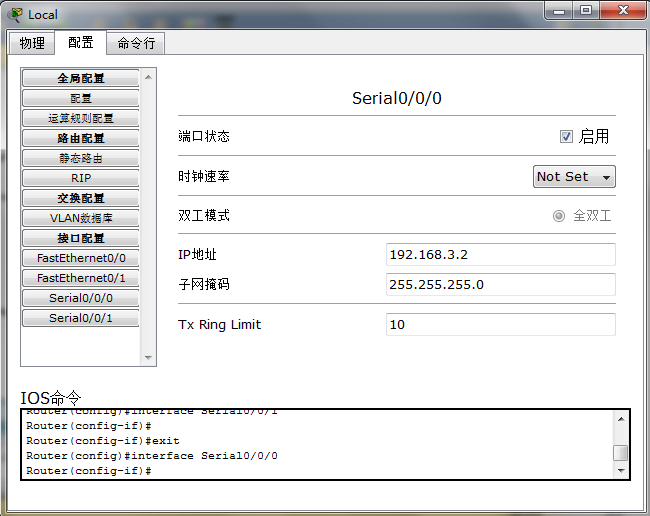 Local
物理 配置 命令行
全局配置
配置
运算规则配置
路由配置
静态路由
RIP
交换配置
VLAN数据库
接口配置
FastEthernet0/0
FastEthernet0/1
Serial0/0/0
Serial0/0/1
Serial0/0/0
端口状态 启用
时钟速率 Not Set
双工模式 全双工
IP地址 192.168.3.2
子网掩码 255.255.255.0
Tx Ring Limit 10
IOS命令
Router(config)#interface Serial0/0/1
Router(config-if)#
Router(config-if)#exit
Router(config)#interface Serial0/0/0
Router(config-if)#